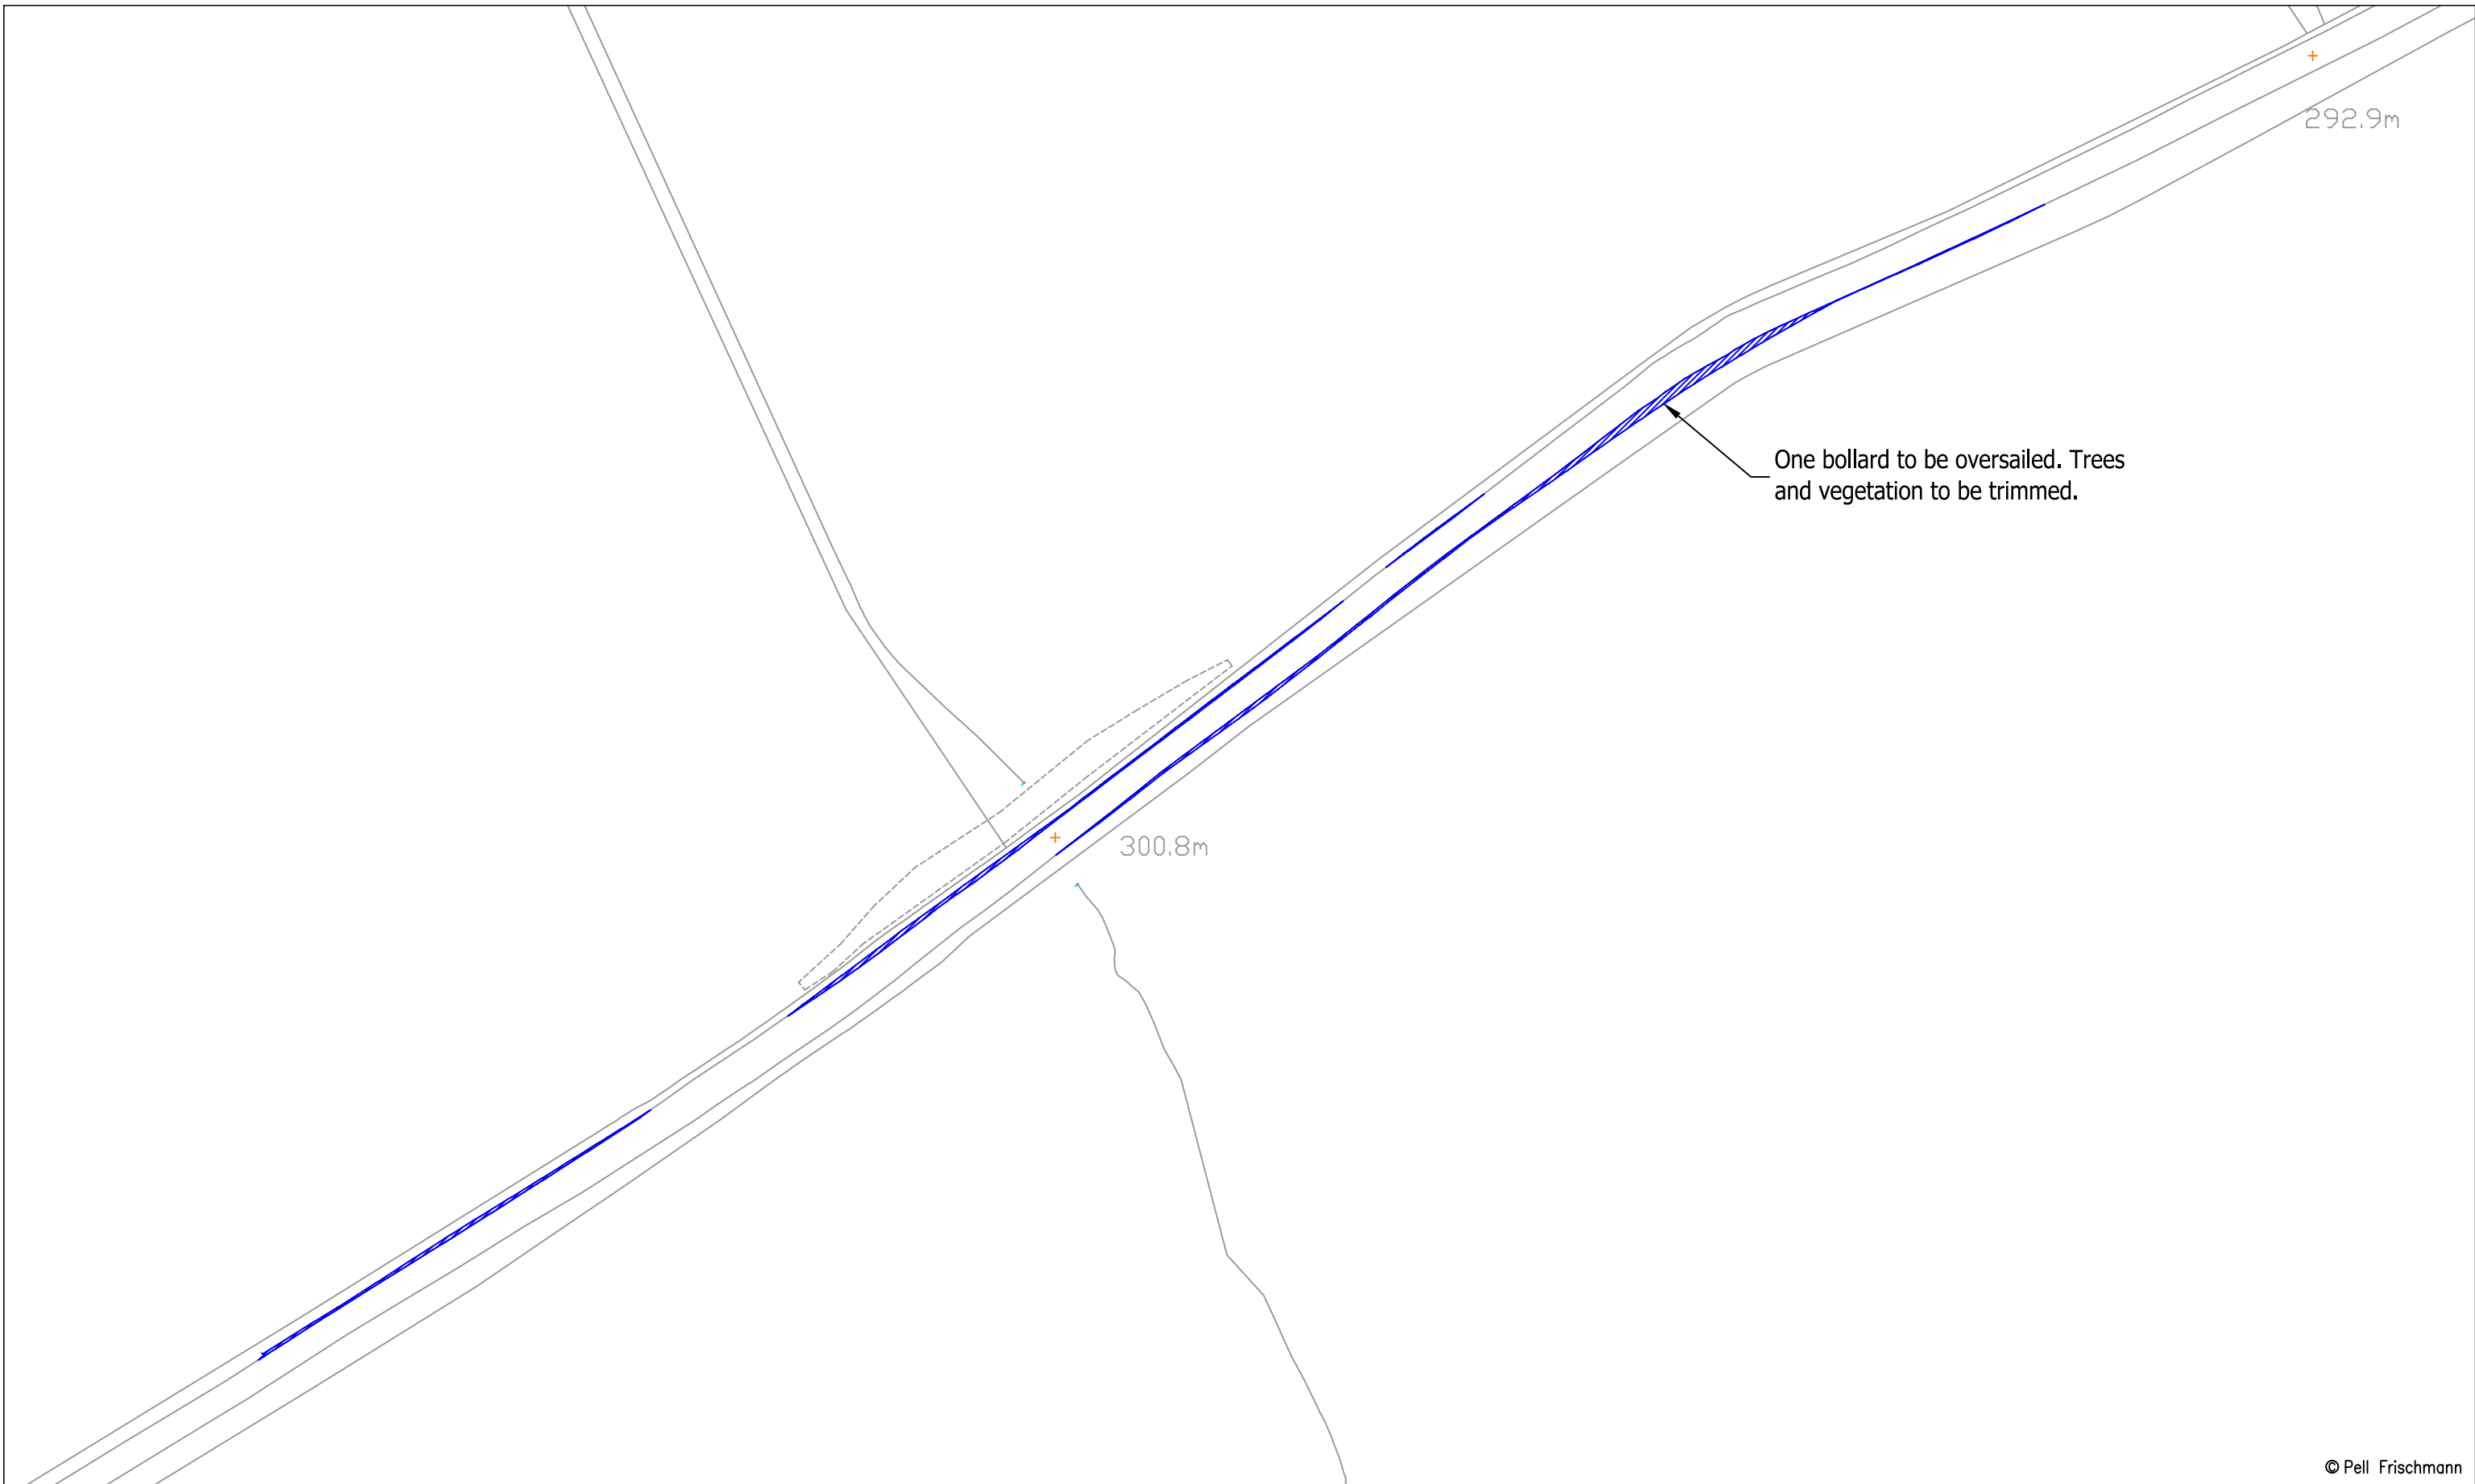 292.9m
One bollard to be oversailed. Trees
and vegetation to be trimmed.
300.8m
© Pell Frischmann